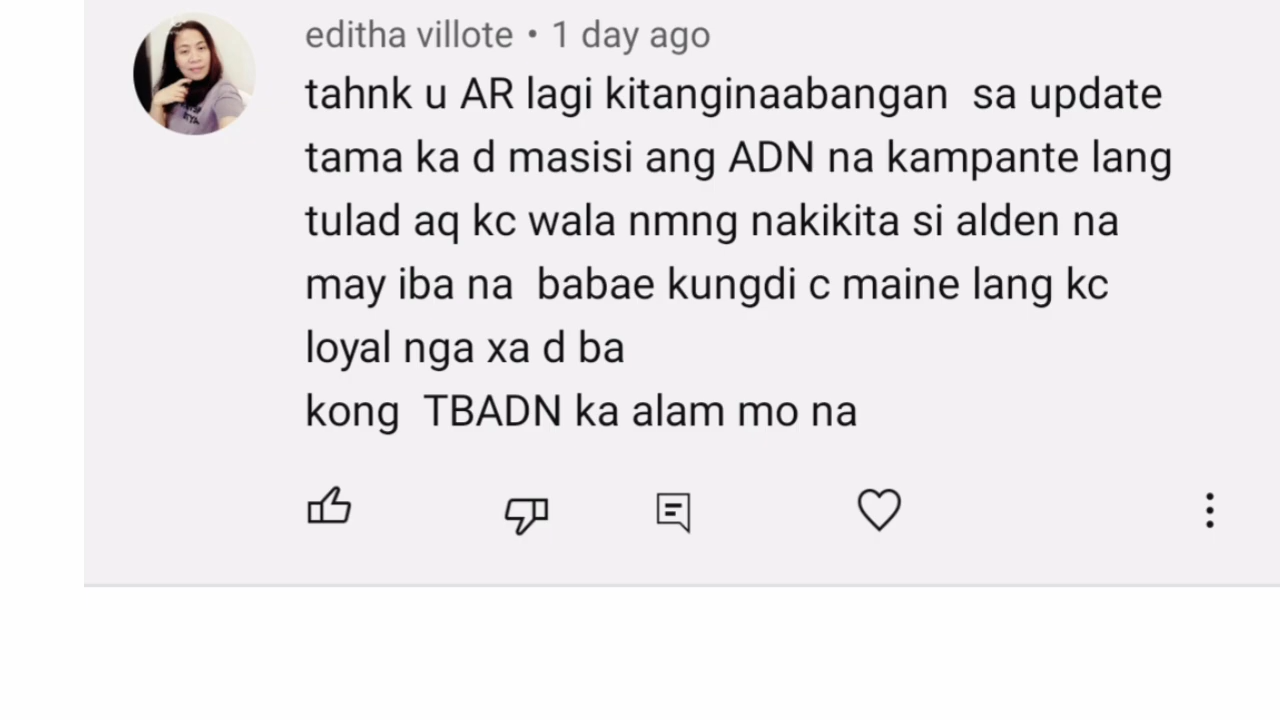 editha villote • 1 day ago
tahnk u AR lagi kitanginaabangan sa update
tama ka d masisi ang ADN na kampante lang
tulad aq kc wala nmng nakikita si alden na
may iba na babae kungdi c maine lang kc
loyal nga xa d ba
kong TBADN ka alam mo na